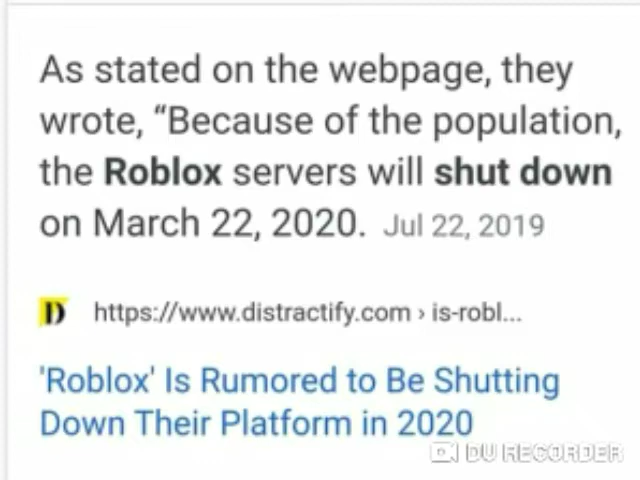 As stated on the webpage, they
wrote, “Because of the population,
the Roblox servers will shut down
on March 22, 2020. Jul 22, 2019
D https://www.distractify.com › is-robl...
'Roblox' Is Rumored to Be Shutting
Down Their Platform in 2020
DU RECORDER